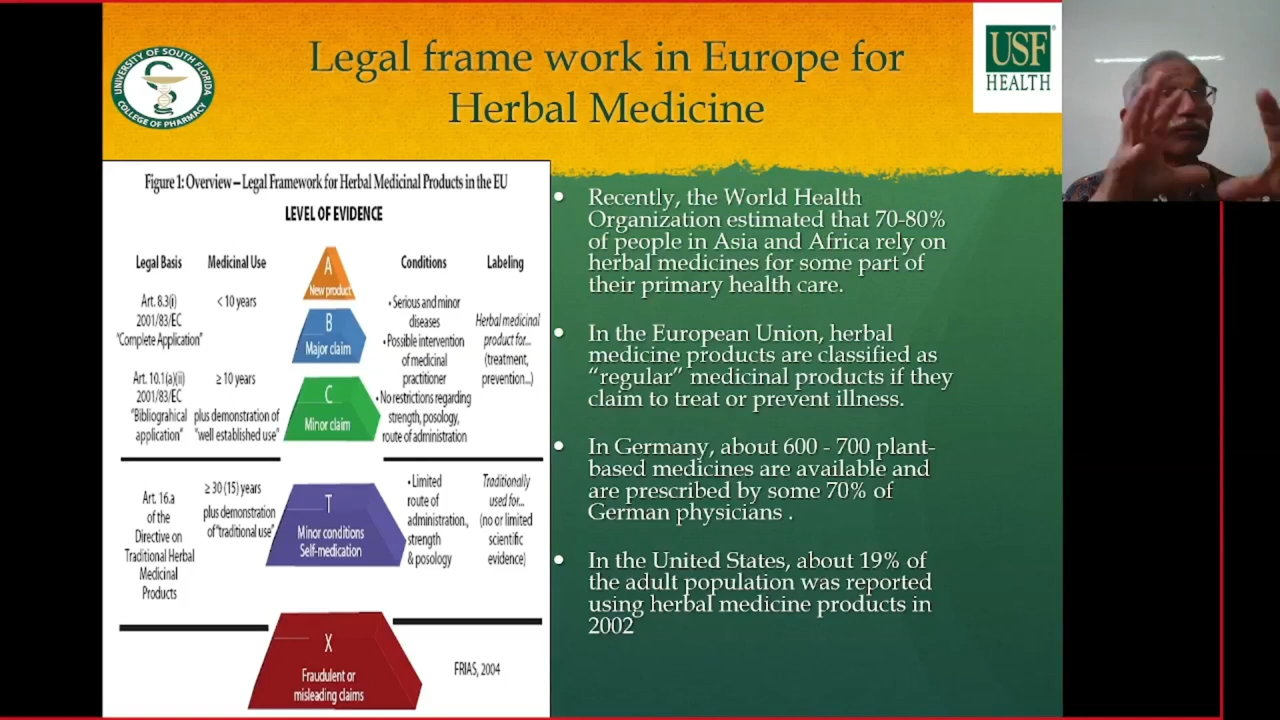 Legal frame work in Europe for
Herbal Medicine
UNIVERSITY OF SOUTH FLORIDA
COLLEGE OF PHARMACY
USF
HEALTH
Figure 1: Overview – Legal Framework for Herbal Medicinal Products in the EU
LEVEL OF EVIDENCE
Legal Basis
Medicinal Use
Conditions
Labeling
Art. 8.3(i)
2001/83/EC
"Complete Application"
< 10 years
A
New product
B
Major claim
• Serious and minor
diseases
• Possible intervention
of medicinal
practitioner
• No restrictions regarding
strength, posology,
route of administration
Herbal medicinal
product for...
(treatment,
prevention...)
Art. 10.1(a)(ii)
2001/83/EC
"Bibliograhical
application"
≥ 10 years
plus demonstration of
"well established use"
C
Minor claim
Art. 16.a
of the
Directive on
Traditional Herbal
Medicinal
Products
≥ 30 (15) years
plus demonstration
of "traditional use"
T
Minor conditions
Self-medication
• Limited
route of
administration.,
strength
& posology
Traditionally
used for...
(no or limited
scientific
evidence)
X
Fraudulent or
misleading claims
FRIAS, 2004
• Recently, the World Health
Organization estimated that 70-80%
of people in Asia and Africa rely on
herbal medicines for some part of
their primary health care.
• In the European Union, herbal
medicine products are classified as
“regular” medicinal products if they
claim to treat or prevent illness.
• In Germany, about 600 - 700 plant-
based medicines are available and
are prescribed by some 70% of
German physicians .
• In the United States, about 19% of
the adult population was reported
using herbal medicine products in
2002